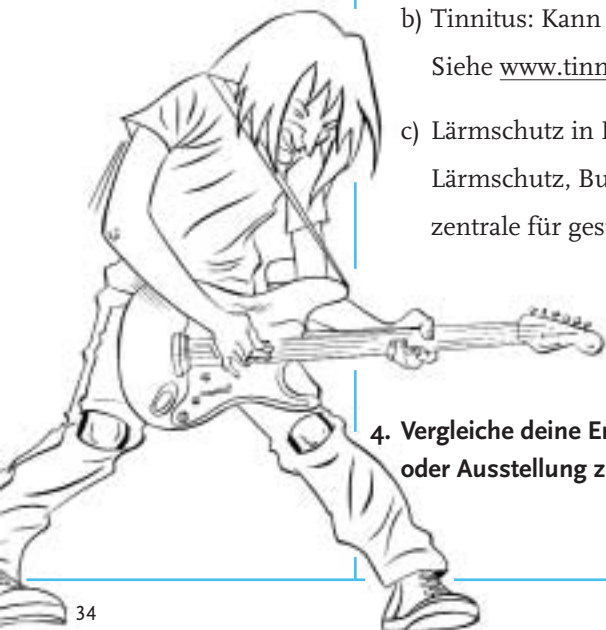 b) Tinnitus: Kann
Siehe www.tinn
c) Lärmschutz in
Lärmschutz, Bu
zentrale für ges
4. Vergleiche deine Er
oder Ausstellung z
34